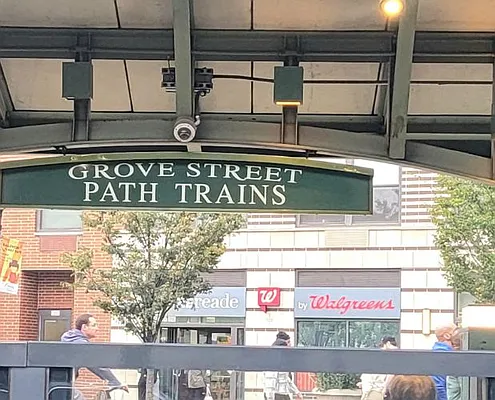 GROVE STREET
PATH TRAINS
by Walgreens
W